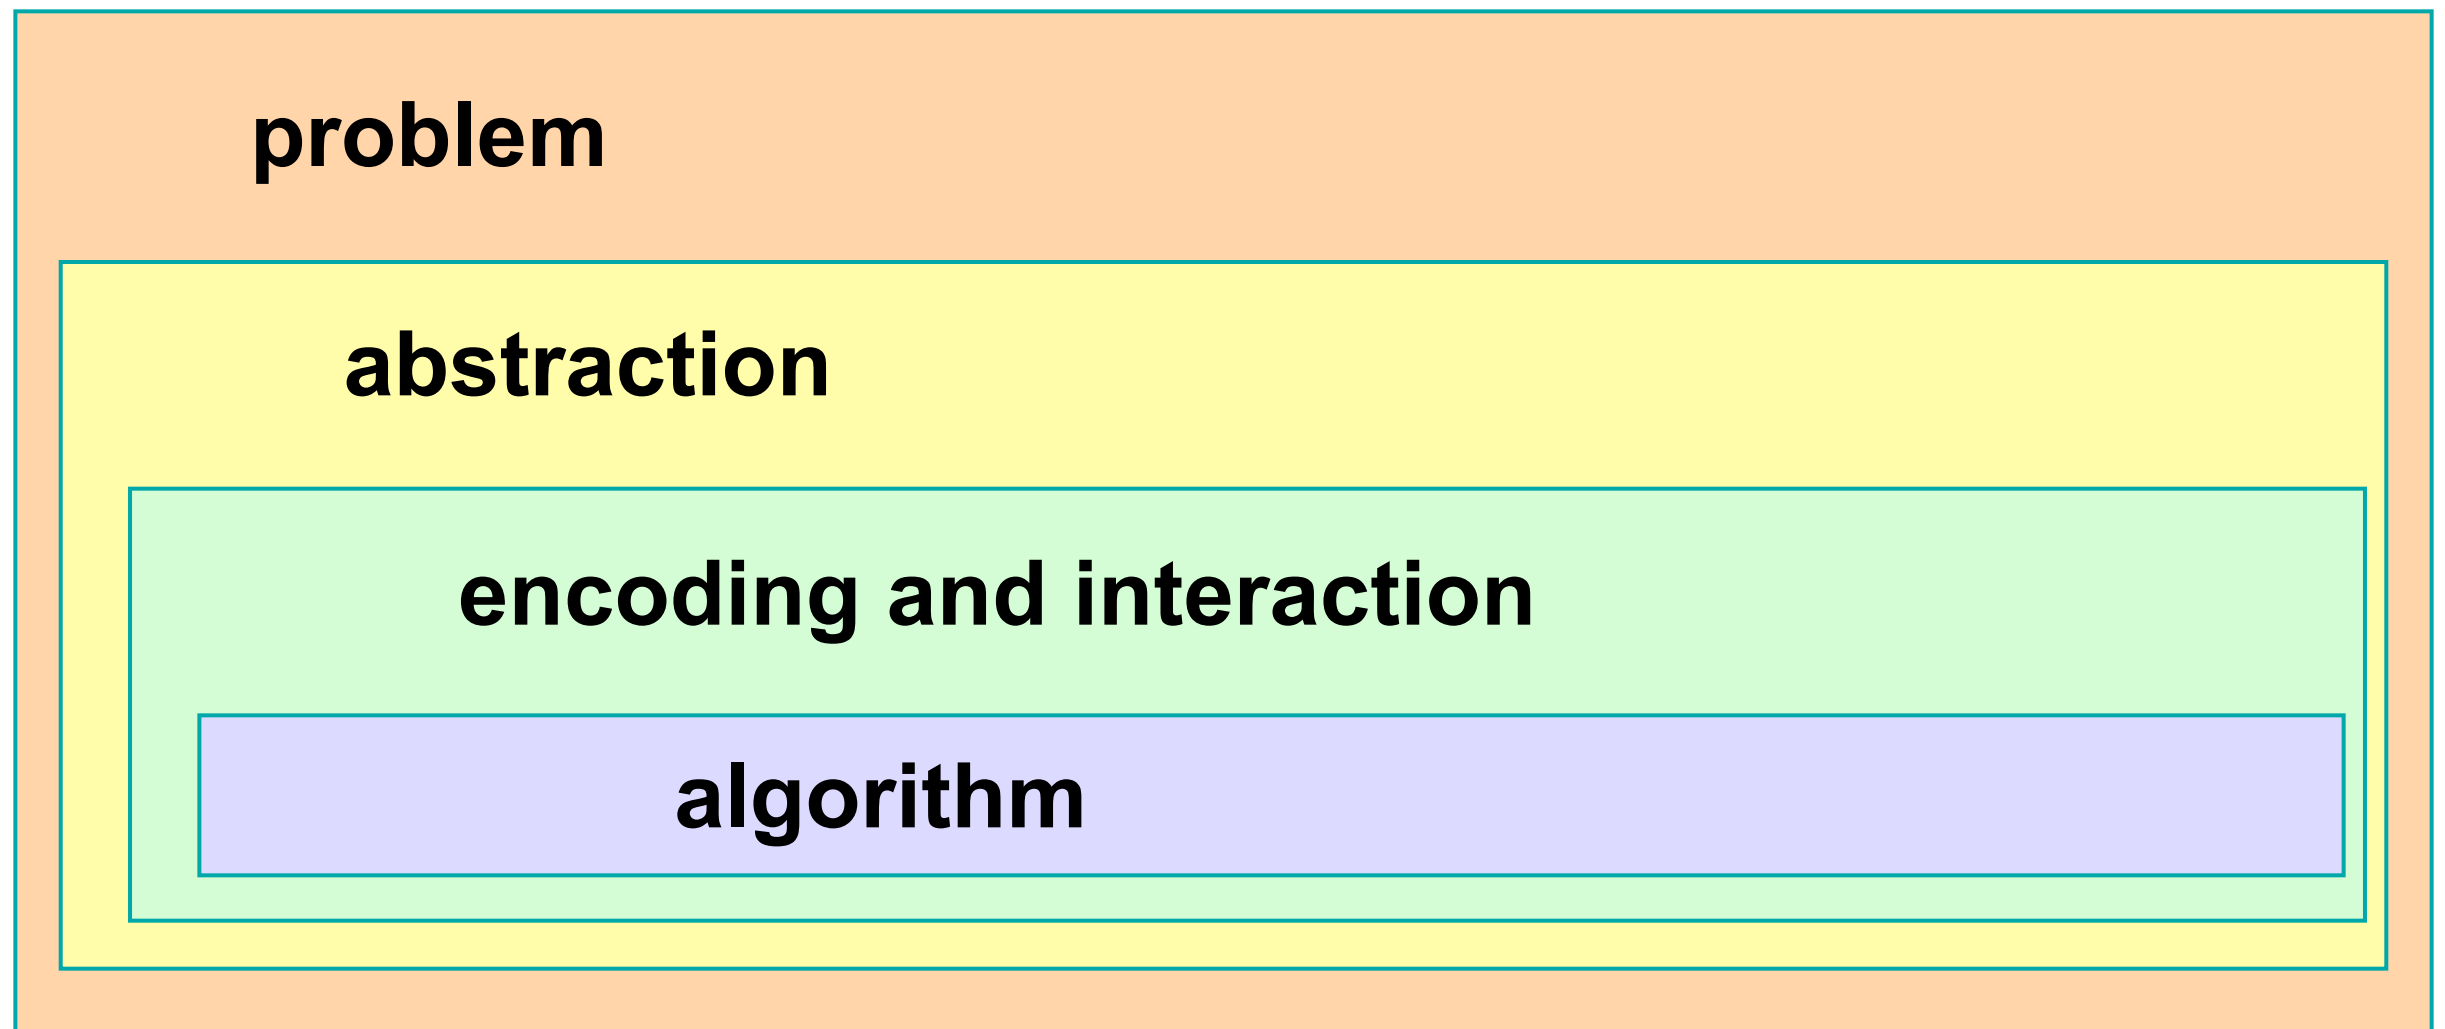 problem
abstraction
encoding and interaction
algorithm